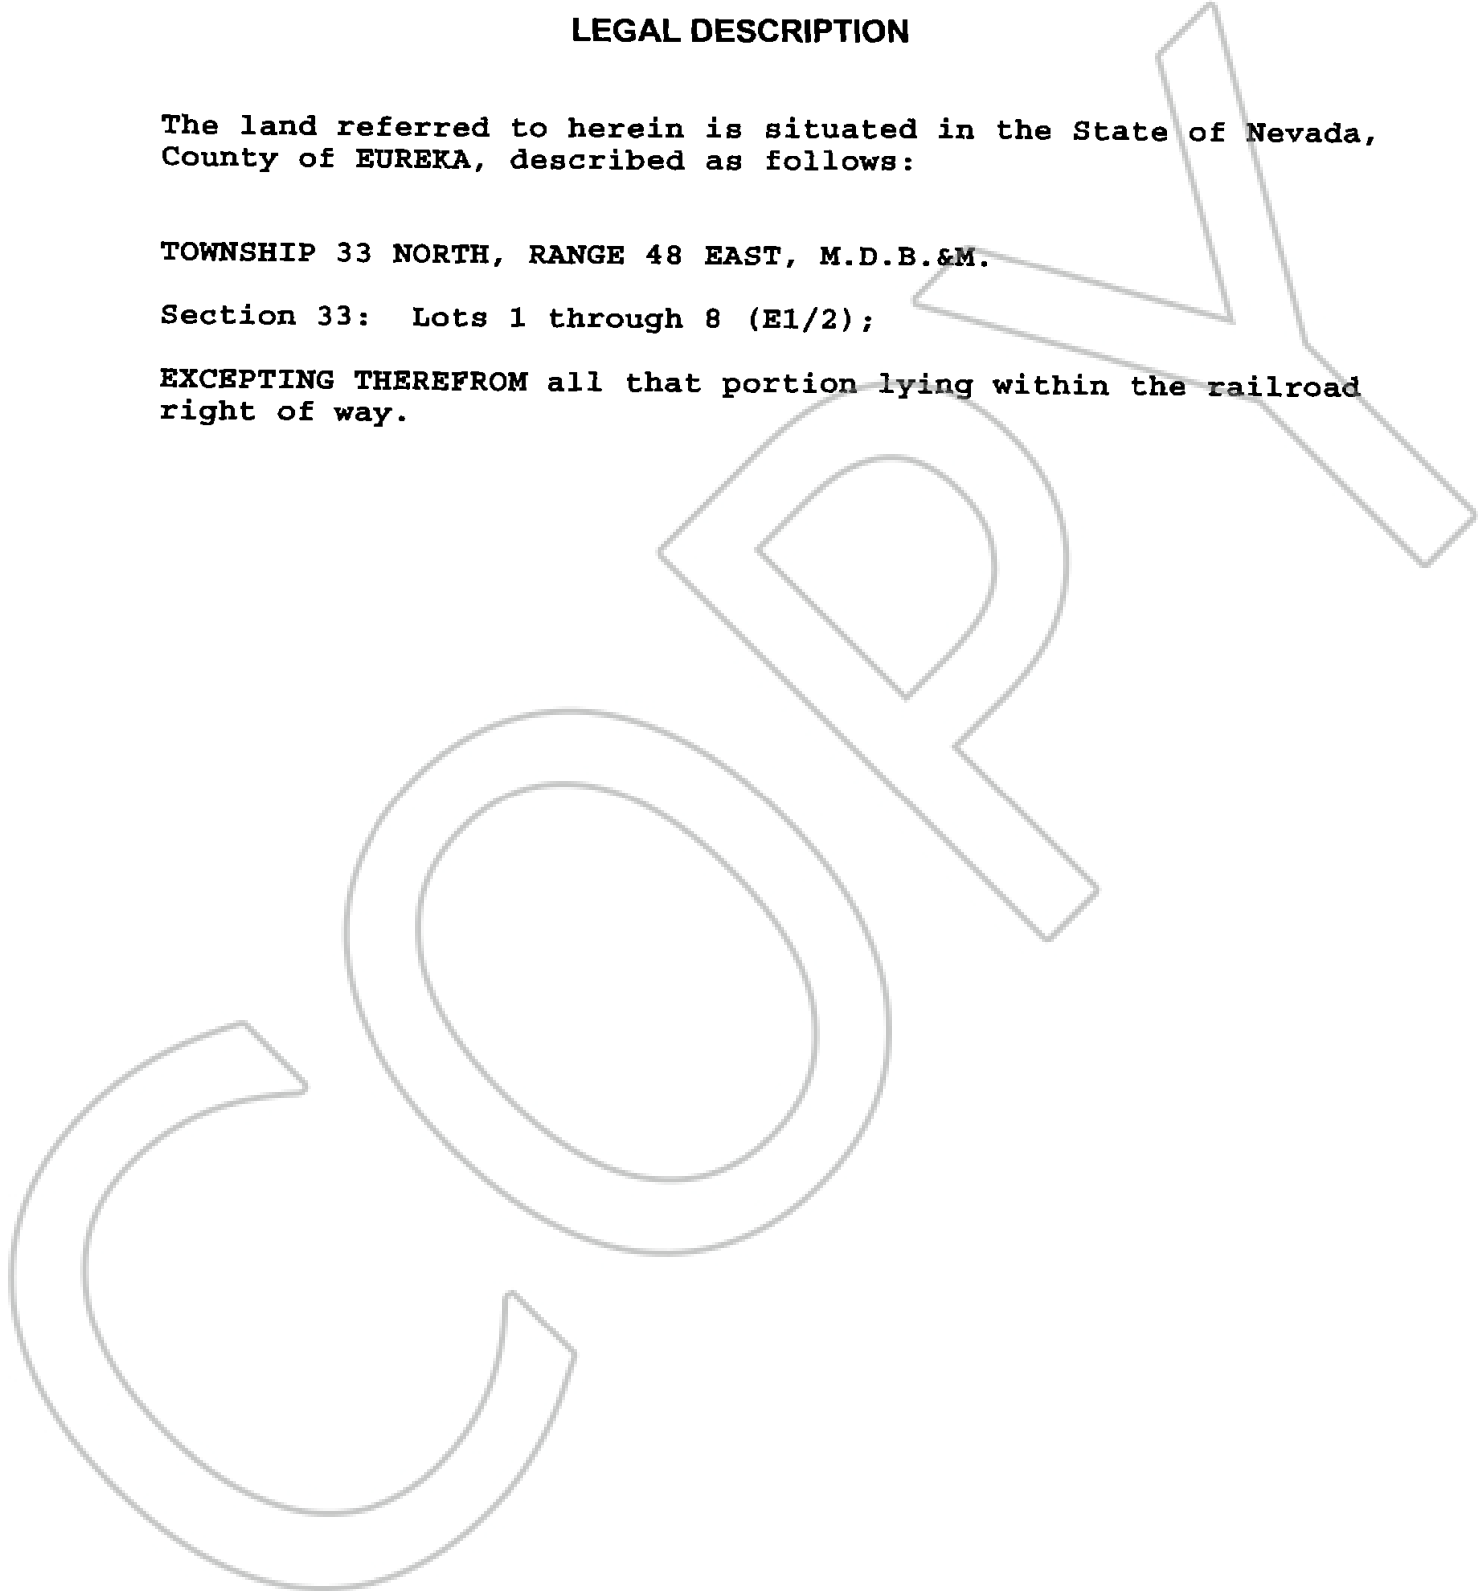 LEGAL DESCRIPTION
The land referred to herein is situated in the State of Nevada,
County of EUREKA, described as follows:
TOWNSHIP 33 NORTH, RANGE 48 EAST, M.D.B.&M.
Section 33: Lots 1 through 8 (E1/2);
EXCEPTING THEREFROM all that portion lying within the railroad
right of way.
COPY